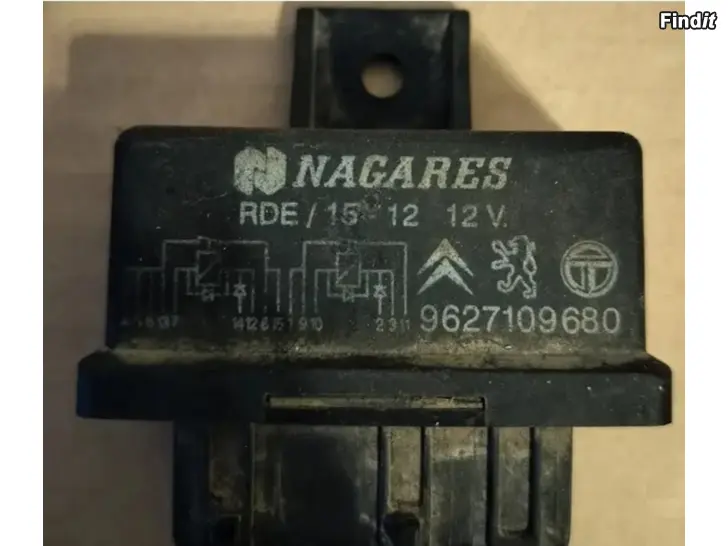 Findit
NAGARES
RDE / 15 12 12 V.
9627109680